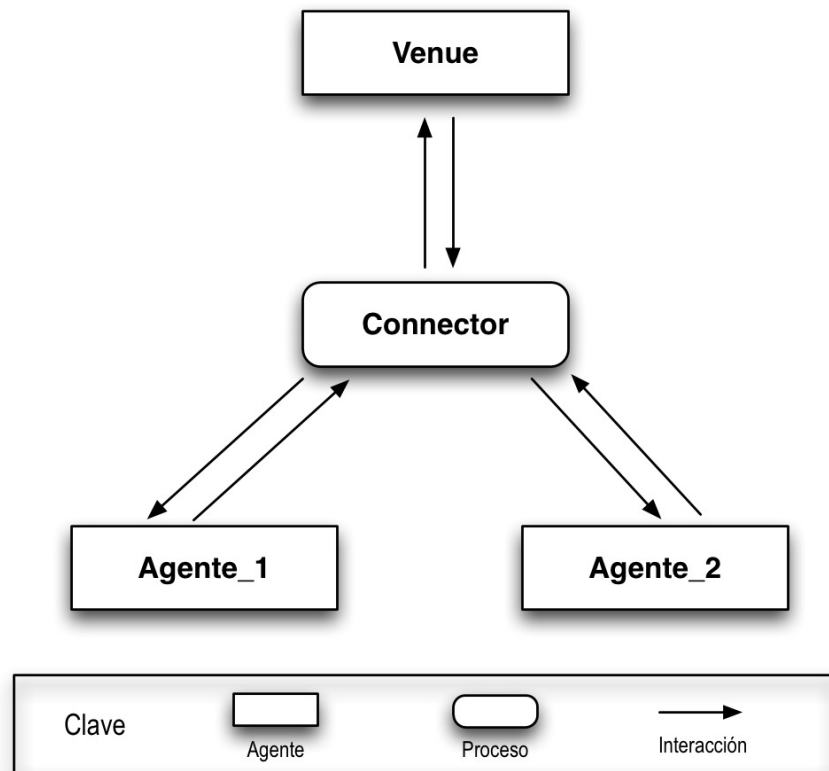 Venue
Connector
Agente_1
Agente_2
Clave
Agente
Proceso
Interacción